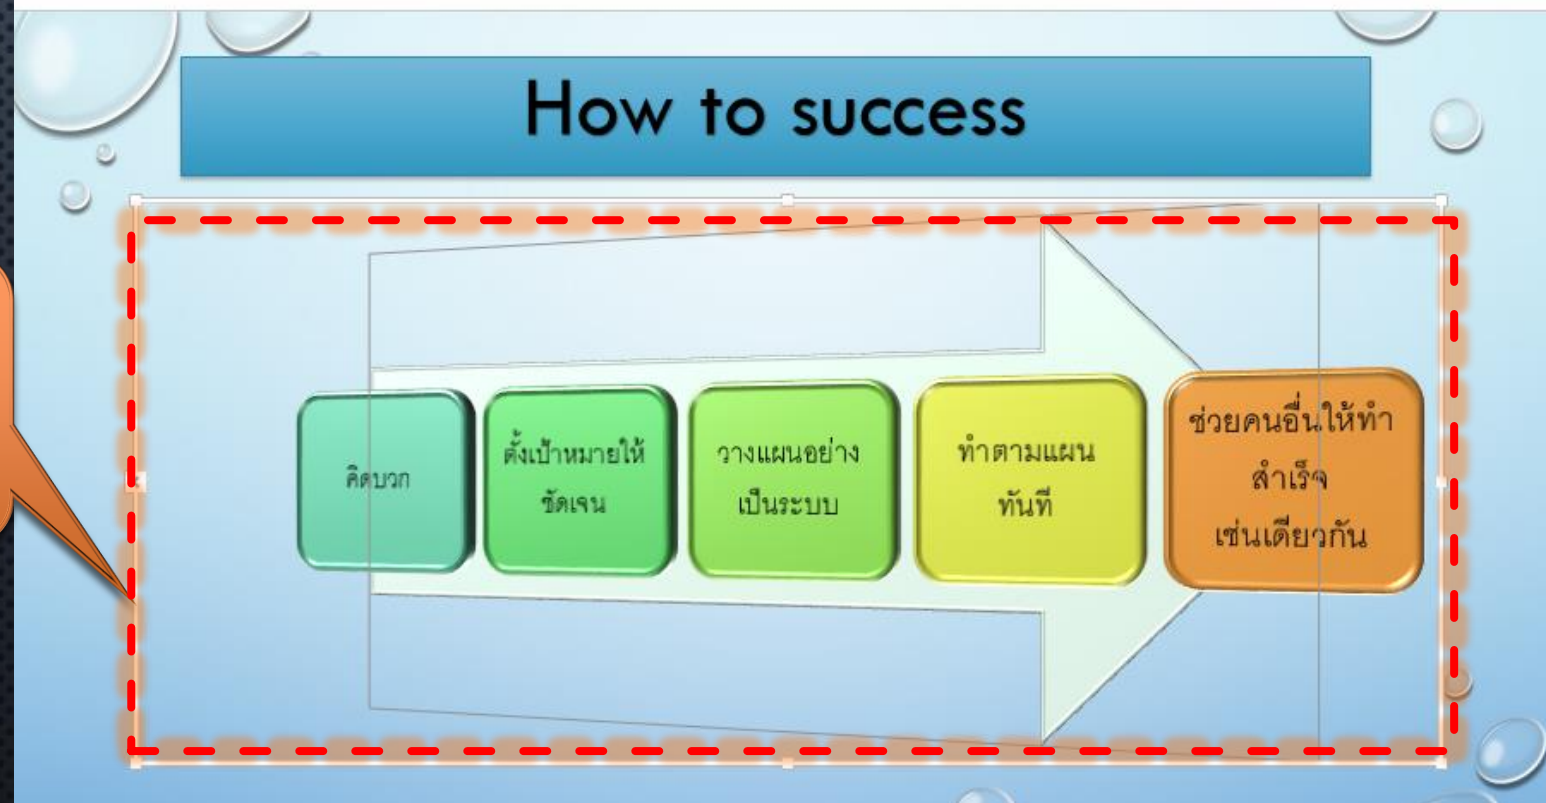 How to success
คิดบวก
ตั้งเป้าหมายให้
ชัดเจน
วางแผนอย่าง
เป็นระบบ
ทำตามแผน
ทันที
ช่วยคนอื่นให้ทำ
สำเร็จ
เช่นเดียวกัน